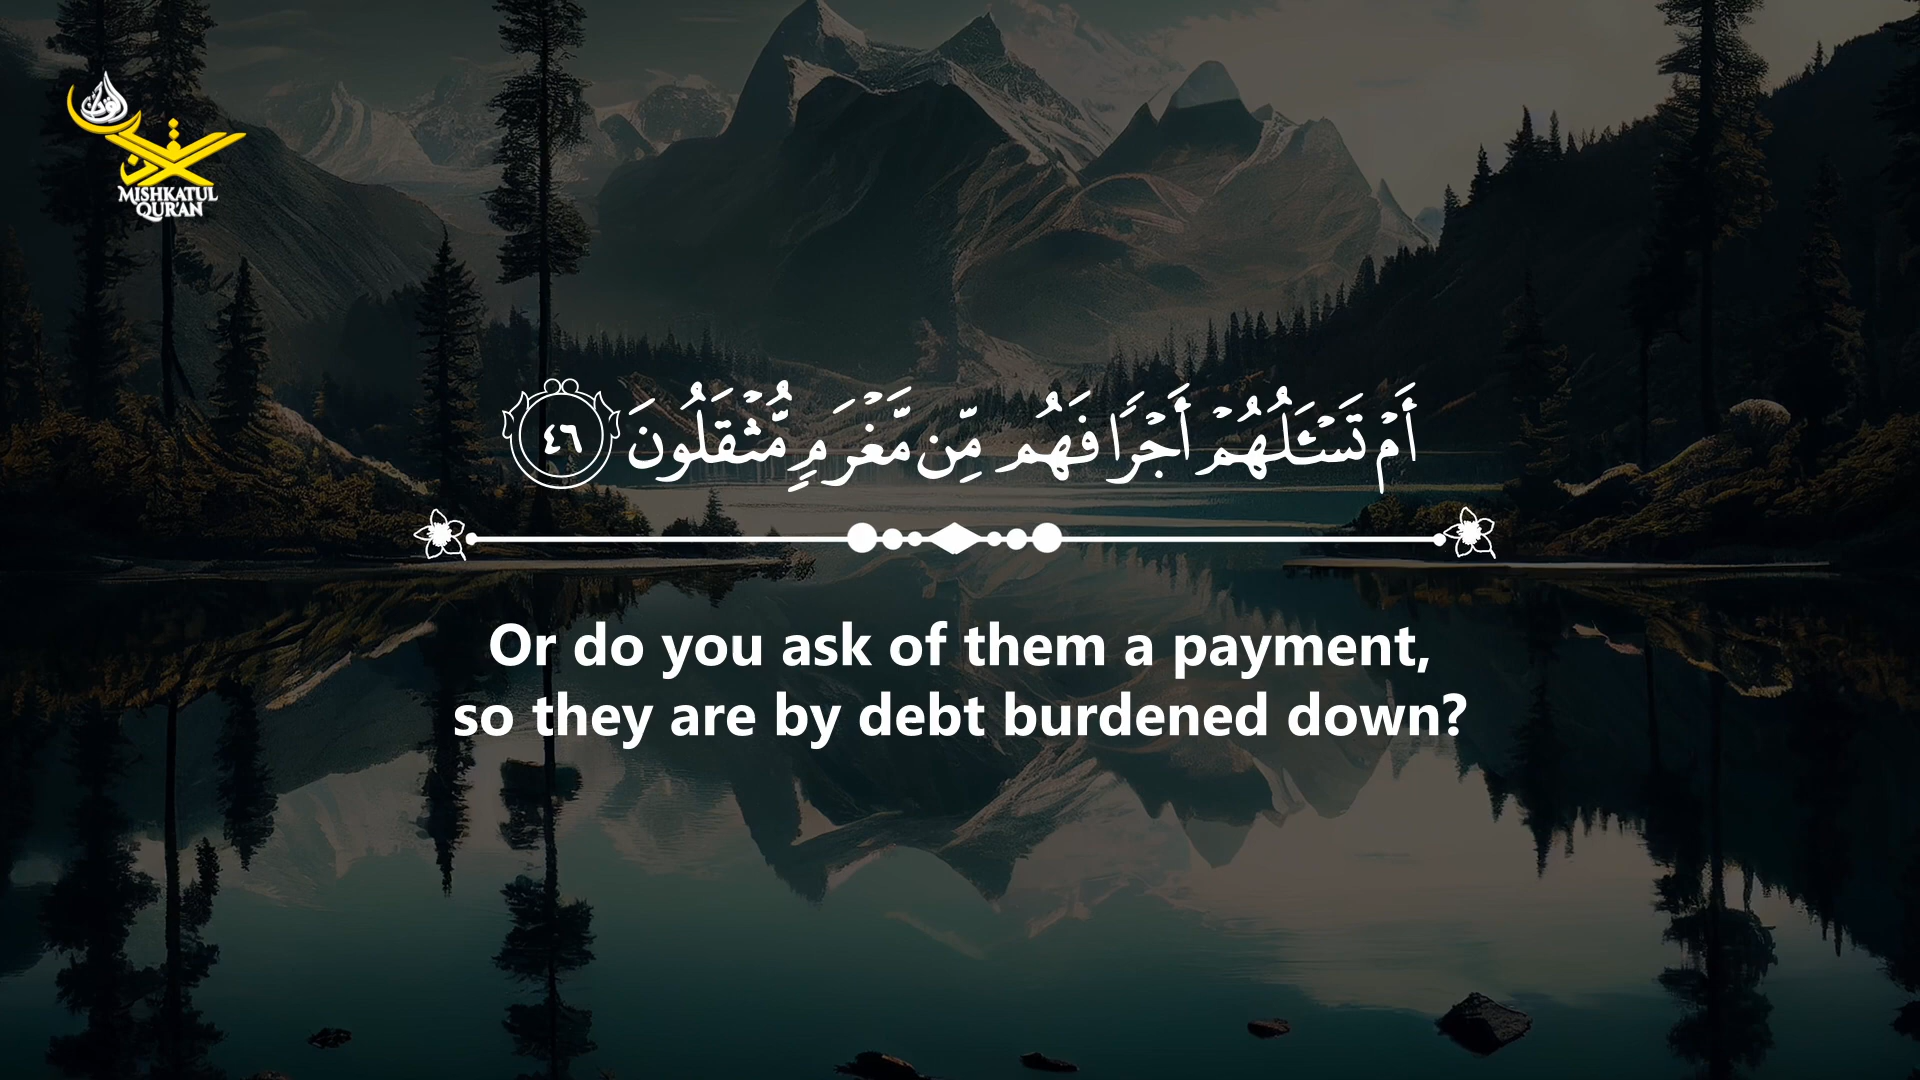 MISHKATUL
QUR'AN
أَمْ تَسْـَٔلُهُمْ أَجْرًا فَهُم مِّن مَّغْرَمٍ مُّثْقَلُونَ ٤٦
Or do you ask of them a payment,
so they are by debt burdened down?